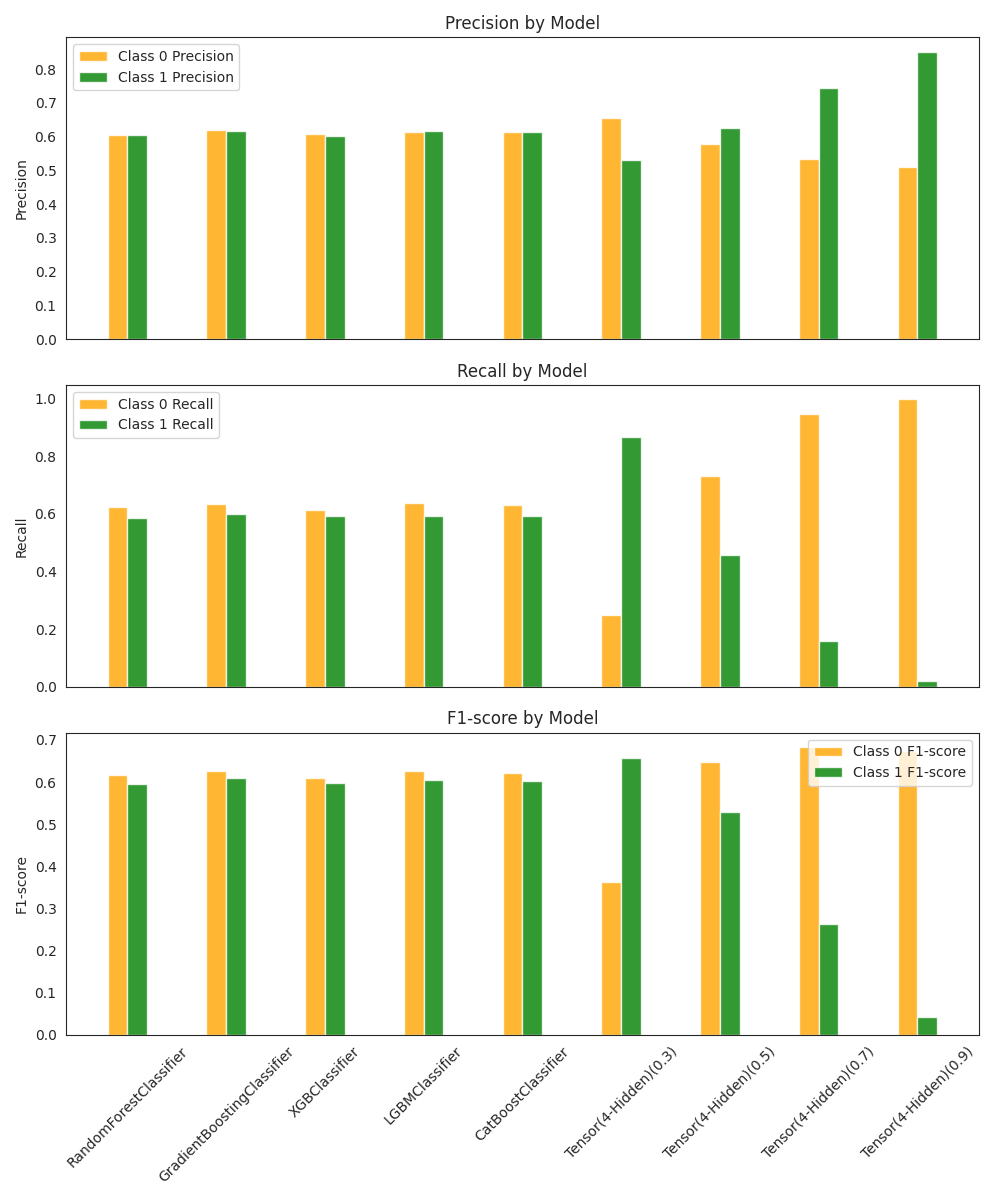 Precision by Model
Class 0 Precision
Class 1 Precision
Precision
0.8
0.7
0.6
0.5
0.4
0.3
0.2
0.1
0.0
Recall by Model
Class 0 Recall
Class 1 Recall
Recall
1.0
0.8
0.6
0.4
0.2
0.0
F1-score by Model
Class 0 F1-score
Class 1 F1-score
F1-score
0.7
0.6
0.5
0.4
0.3
0.2
0.1
0.0
RandomForestClassifier
GradientBoostingClassifier
XGBClassifier
LGBMClassifier
CatBoostClassifier
Tensor(4-Hidden)(0.3)
Tensor(4-Hidden)(0.5)
Tensor(4-Hidden)(0.7)
Tensor(4-Hidden)(0.9)